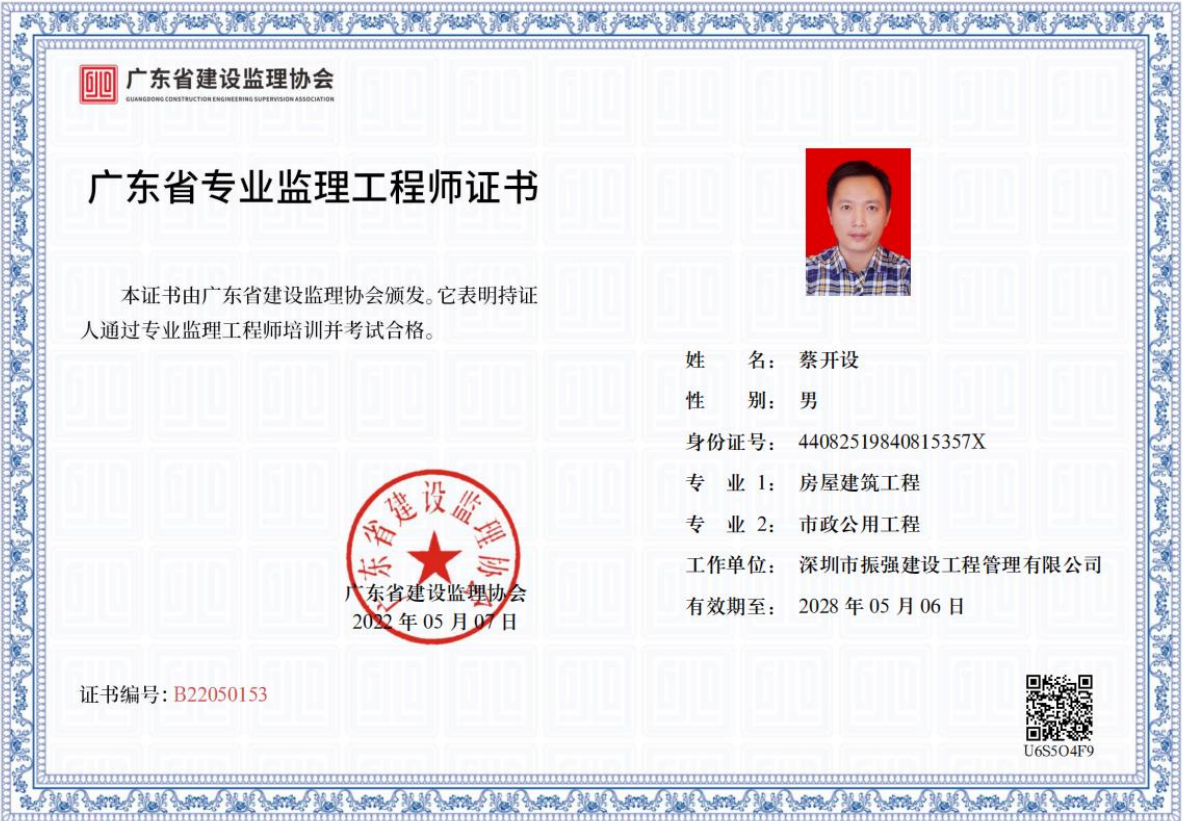 广东省建设监理协会
GUANGDONG CONSTRUCTION ENGINEERING SUPERVISION ASSOCIATION
广东省专业监理工程师证书
本证书由广东省建设监理协会颁发。它表明持证
人通过专业监理工程师培训并考试合格。
姓 名: 蔡开设
性 别: 男
身份证号: 44082519840815357X
专 业 1: 房屋建筑工程
专 业 2: 市政公用工程
工作单位: 深圳市振强建设工程管理有限公司
有效期至: 2028 年 05 月 06 日
广东省建设监理协会
广东省建设监理协会
2022 年 05 月 07 日
证书编号: B22050153
U6S5O4F9